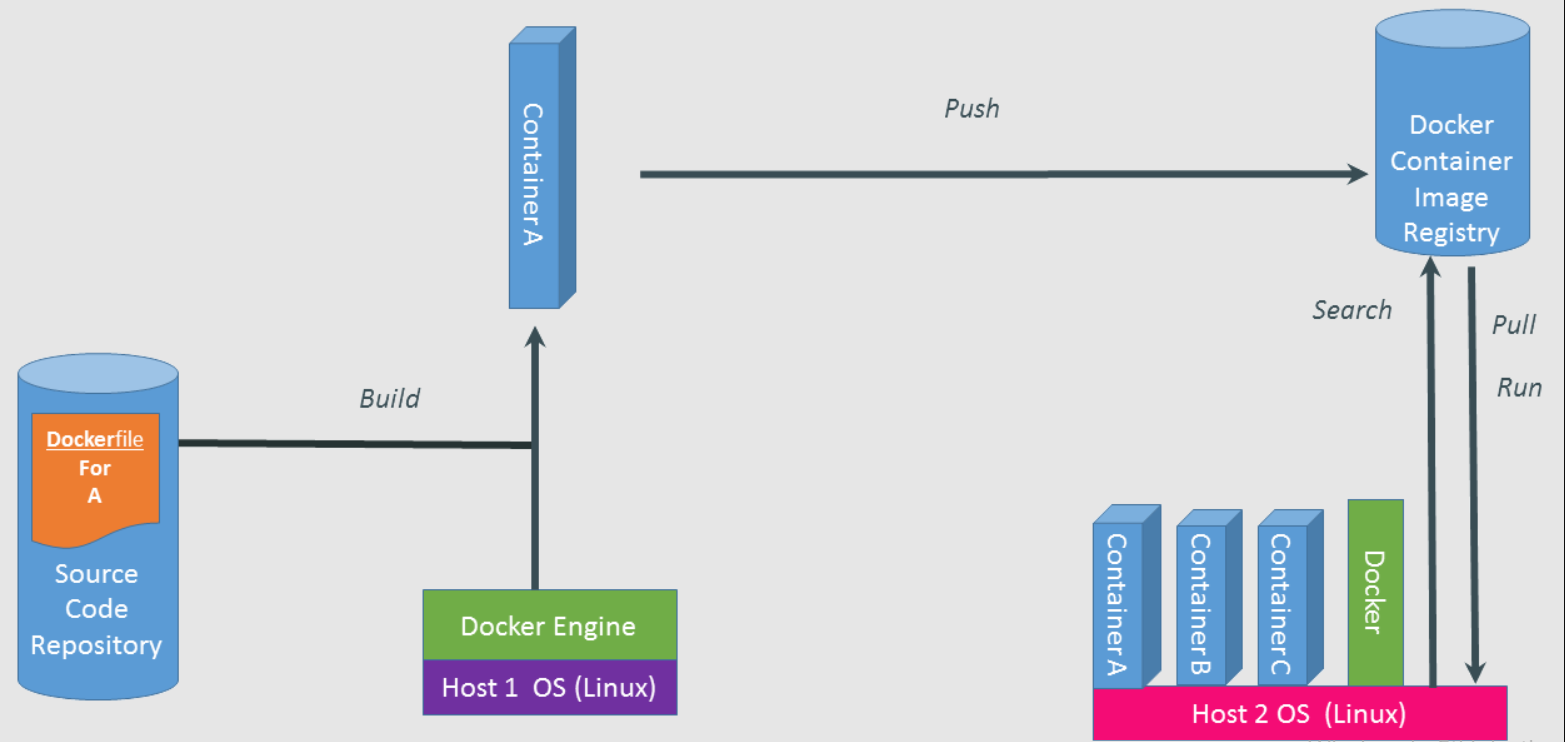 Container A
Push
Docker
Container
Image
Registry
Search
Pull
Run
Build
Dockerfile
For
A
Source
Code
Repository
Docker Engine
Host 1 OS (Linux)
Container A
Container B
Container C
Docker
Host 2 OS (Linux)